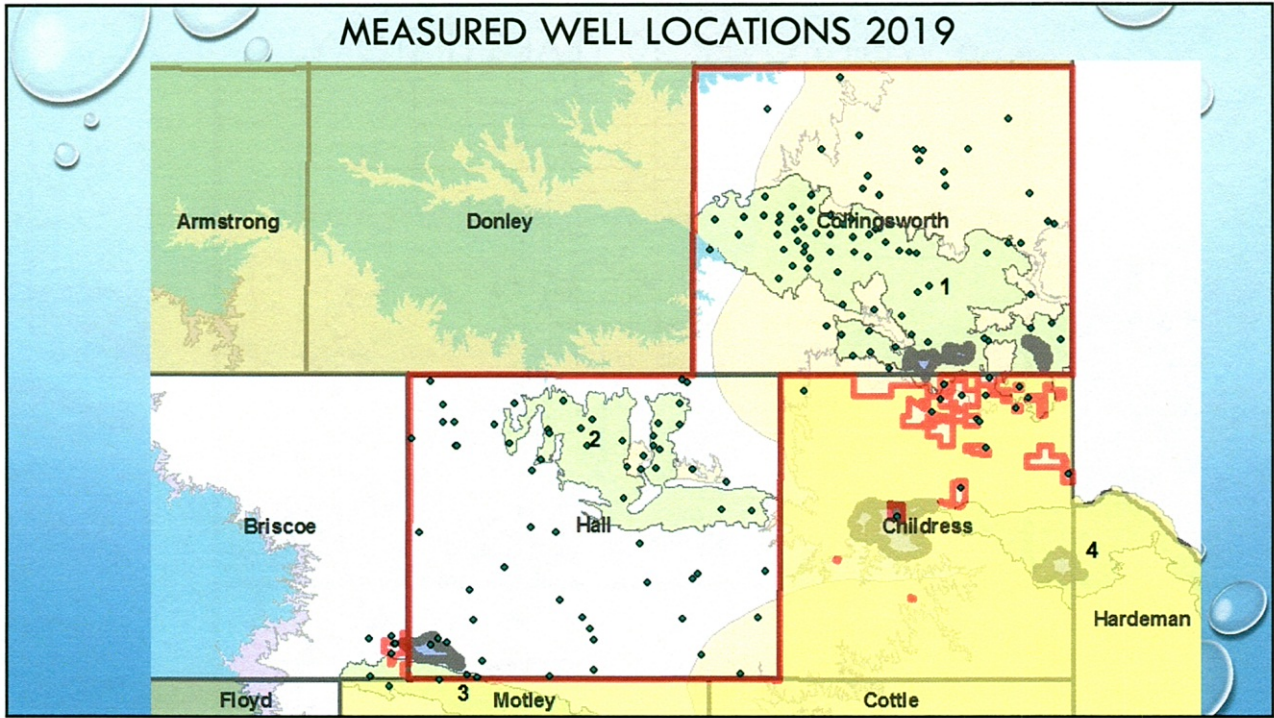 MEASURED WELL LOCATIONS 2019
Armstrong
Donley
Collingsworth
1
2
Briscoe
Hall
Childress
4
Hardeman
Floyd
3
Motley
Cottle